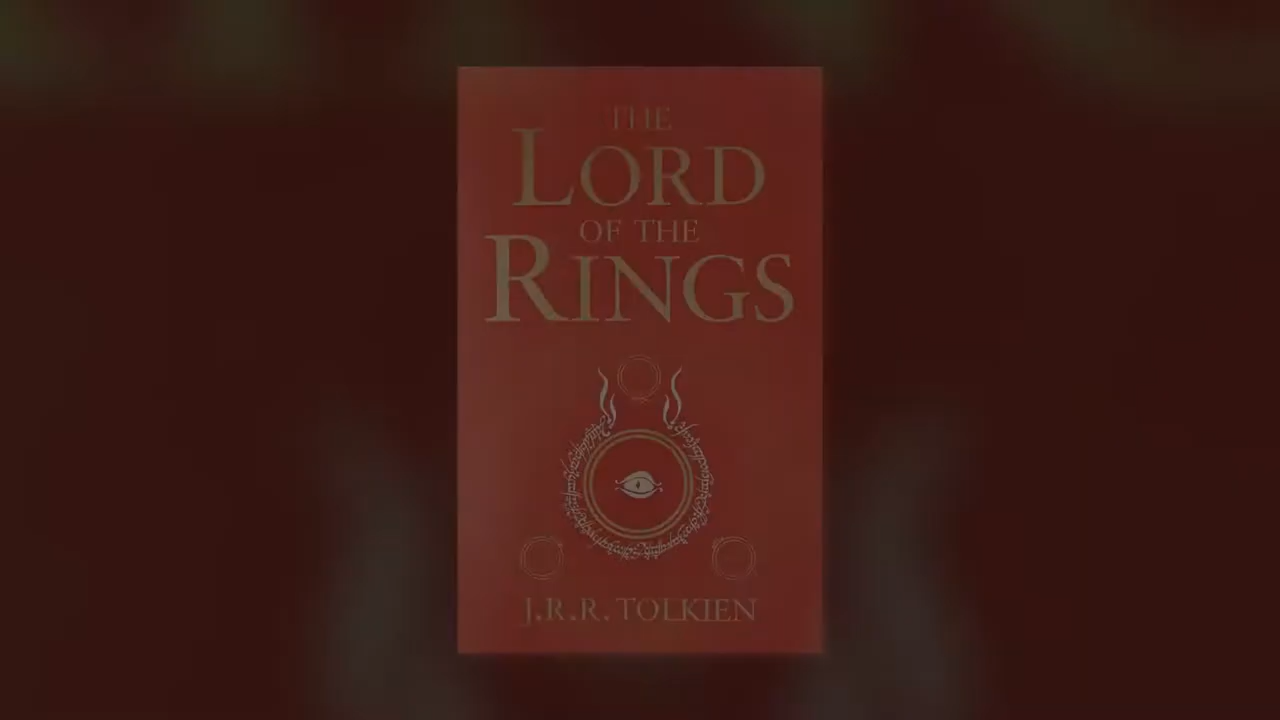 THE
LORD
OF THE
RINGS
J.R.R. TOLKIEN